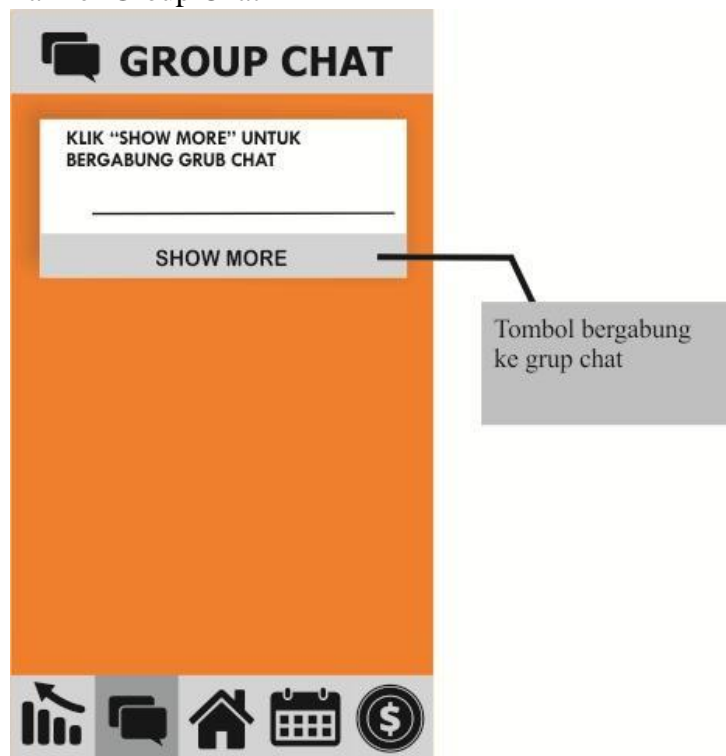 GROUP CHAT
KLIK “SHOW MORE” UNTUK
BERGABUNG GRUB CHAT
SHOW MORE
Tombol bergabung
ke grup chat